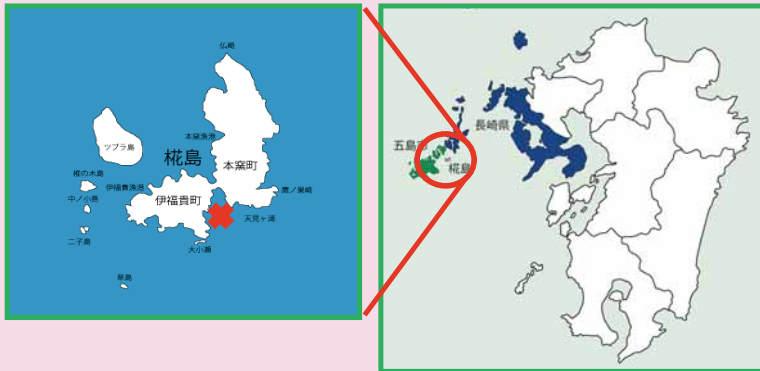 仏崎
本窯漁港
ツブラ島
椛島
本窯町
椎の木島
伊福貴漁港
鷹ノ巣崎
中ノ小島
伊福貴町
天見ヶ浦
二子島
大小瀬
琴島
長崎県
五島市
椛島